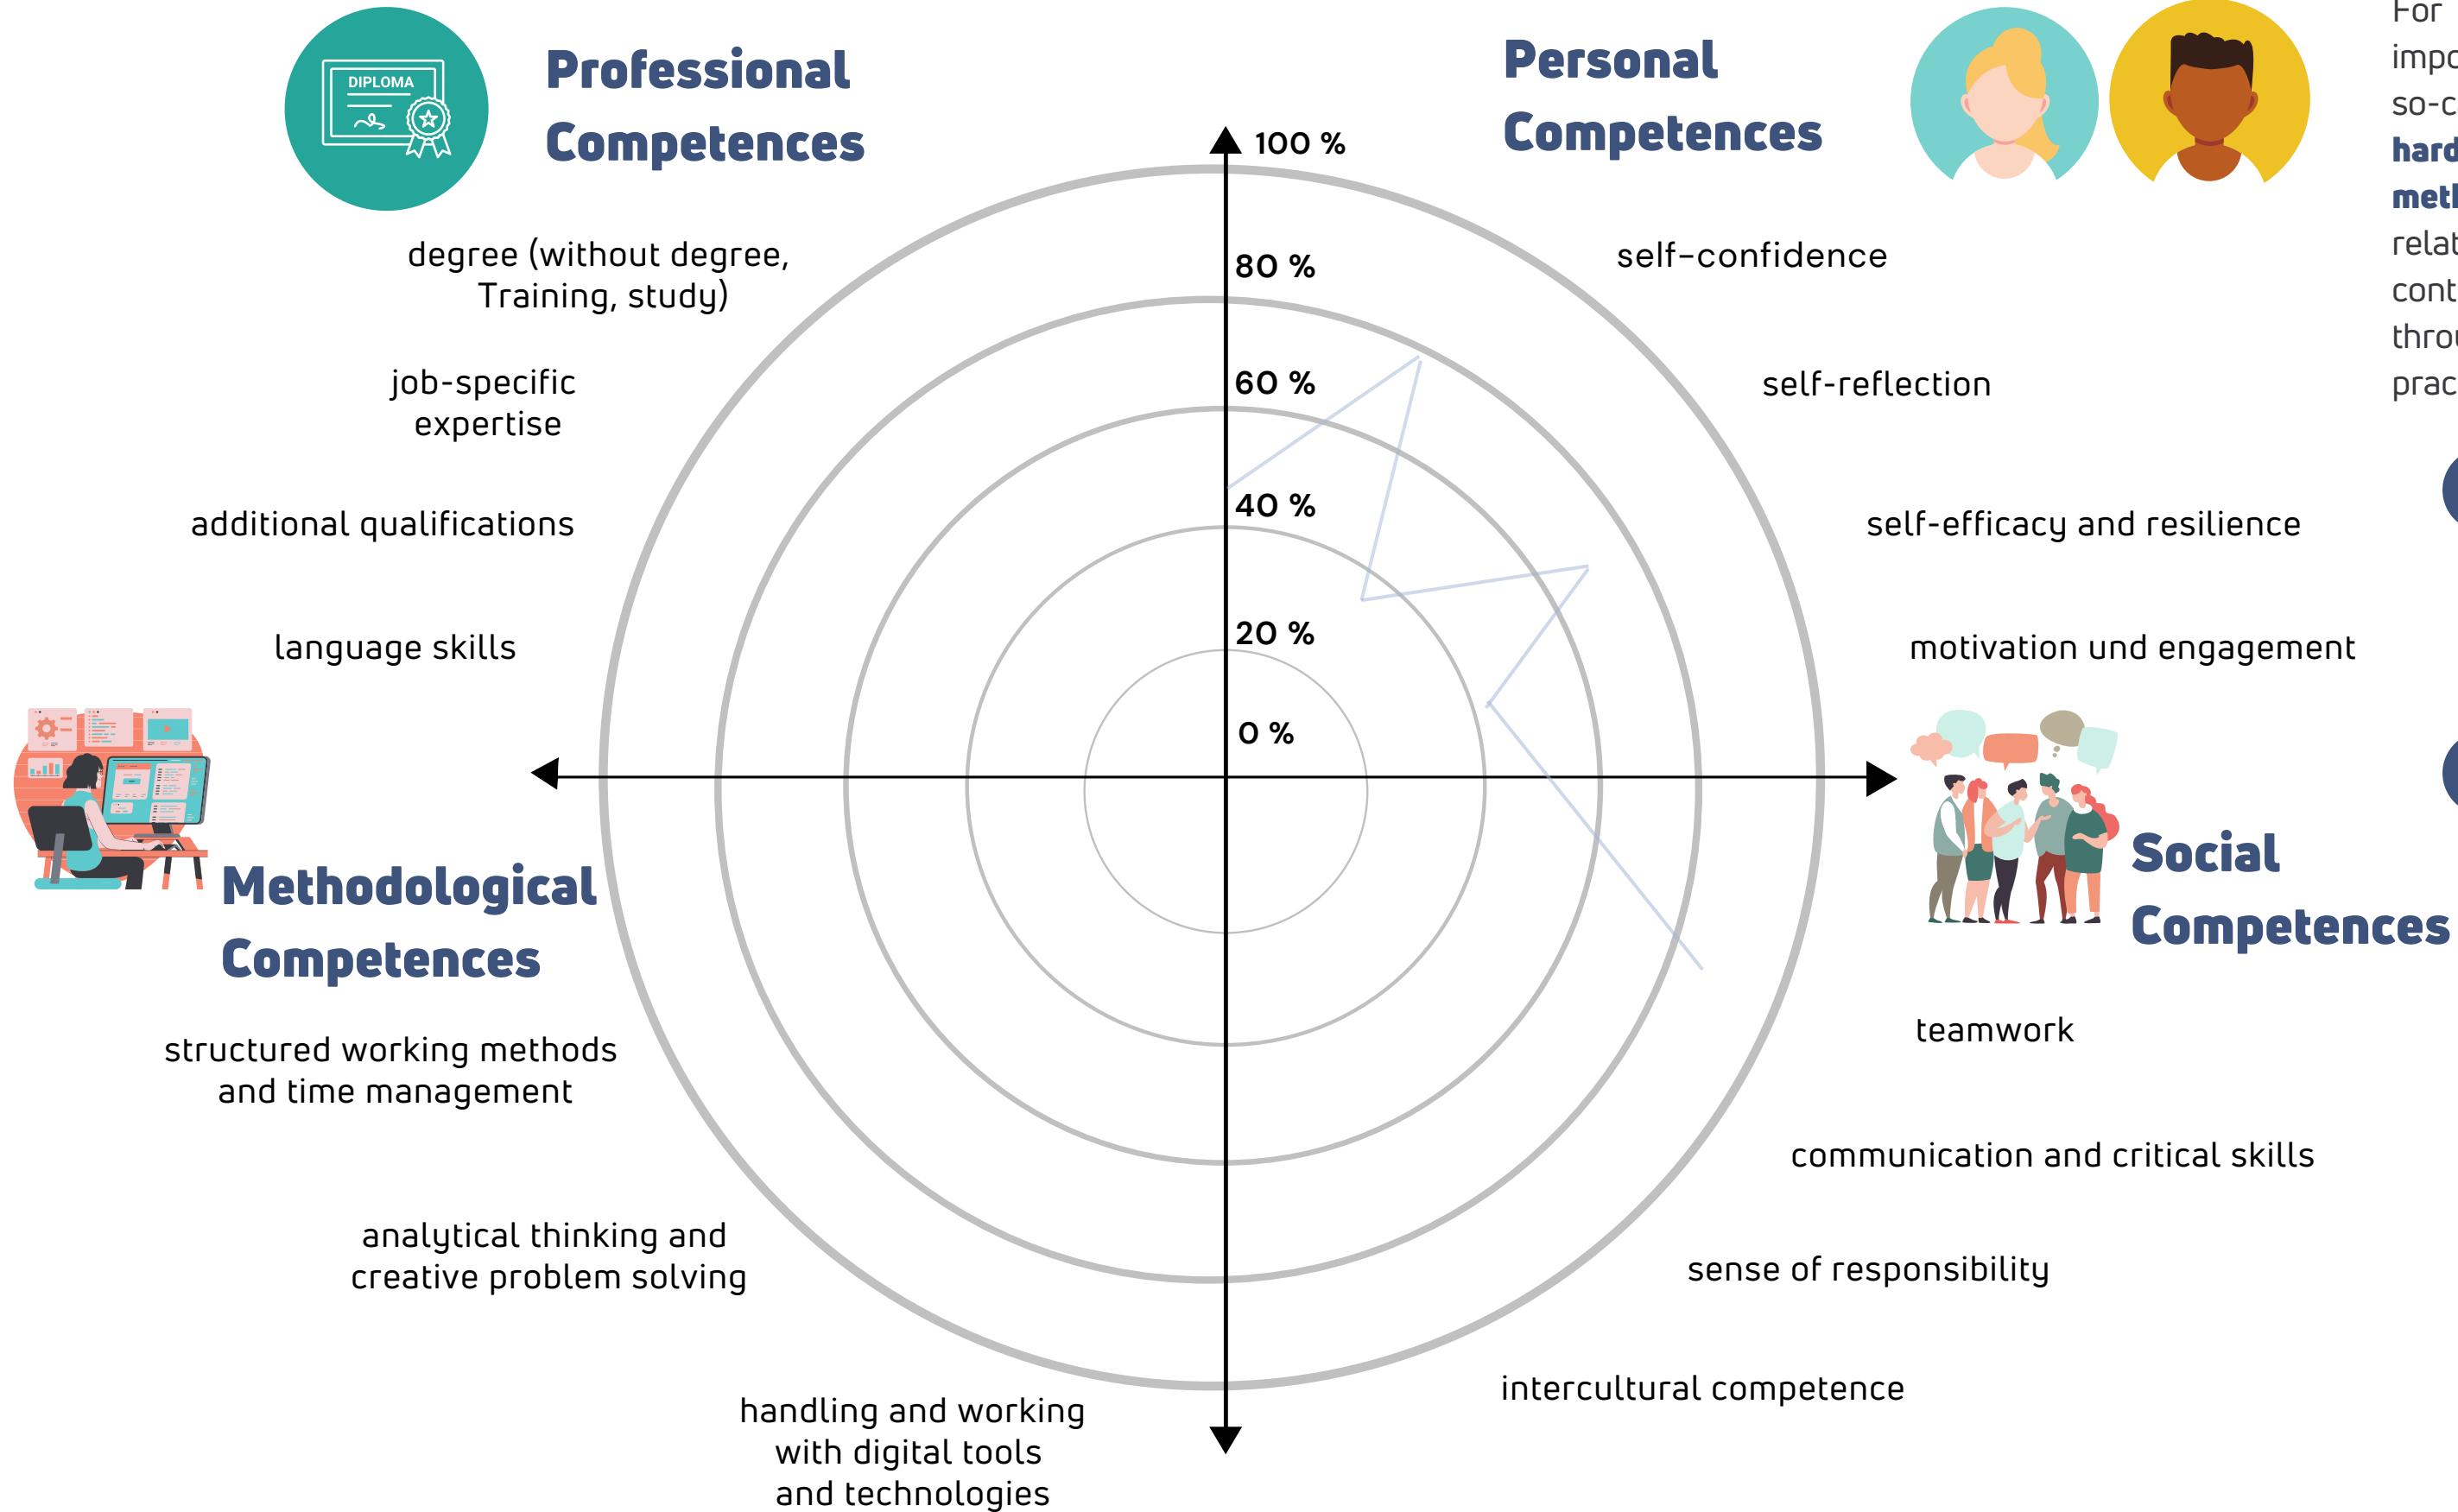 DIPLOMA
Professional
Competences
degree (without degree,
Training, study)
job-specific
expertise
additional qualifications
language skills
Personal
Competences
self-confidence
self-reflection
self-efficacy and resilience
motivation und engagement
100 %
80 %
60 %
40 %
20 %
0 %
Methodological
Competences
structured working methods
and time management
analytical thinking and
creative problem solving
handling and working
with digital tools
and technologies
Social
Competences
teamwork
communication and critical skills
sense of responsibility
intercultural competence
For
so-c
hard